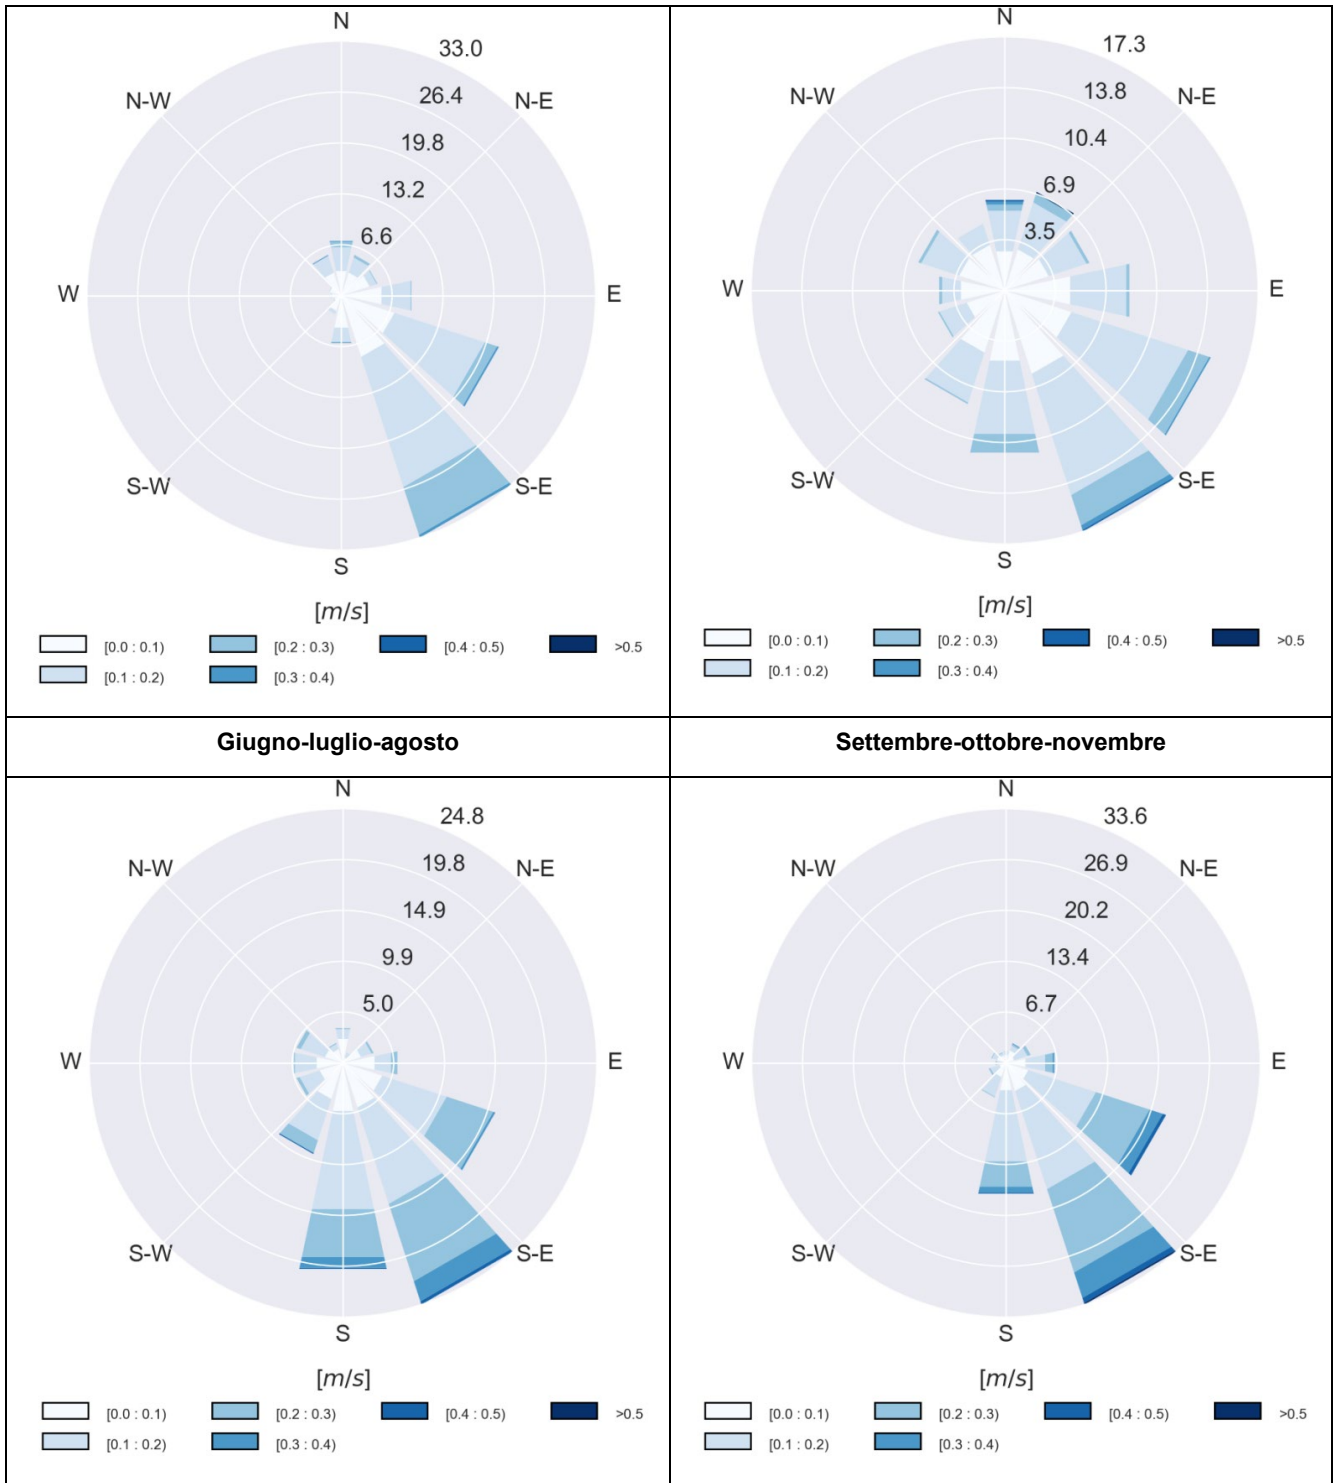 N
33.0
N-W
26.4
N-E
19.8
13.2
6.6
W
E
S-W
S-E
S
[m/s]
[0.0 : 0.1)
[0.2 : 0.3)
[0.4 : 0.5)
>0.5
[0.1 : 0.2)
[0.3 : 0.4)
N
17.3
13.8
N-W
N-E
10.4
6.9
3.5
W
E
S-W
S-E
S
[m/s]
[0.0 : 0.1)
[0.2 : 0.3)
[0.4 : 0.5)
>0.5
[0.1 : 0.2)
[0.3 : 0.4)
Giugno-luglio-agosto
Settembre-ottobre-novembre
N
24.8
N-W
19.8
N-E
14.9
9.9
5.0
W
E
S-W
S-E
S
[m/s]
[0.0 : 0.1)
[0.2 : 0.3)
[0.4 : 0.5)
>0.5
[0.1 : 0.2)
[0.3 : 0.4)
N
33.6
N-W
26.9
N-E
20.2
13.4
6.7
W
E
S-W
S-E
S
[m/s]
[0.0 : 0.1)
[0.2 : 0.3)
[0.4 : 0.5)
>0.5
[0.1 : 0.2)
[0.3 : 0.4)